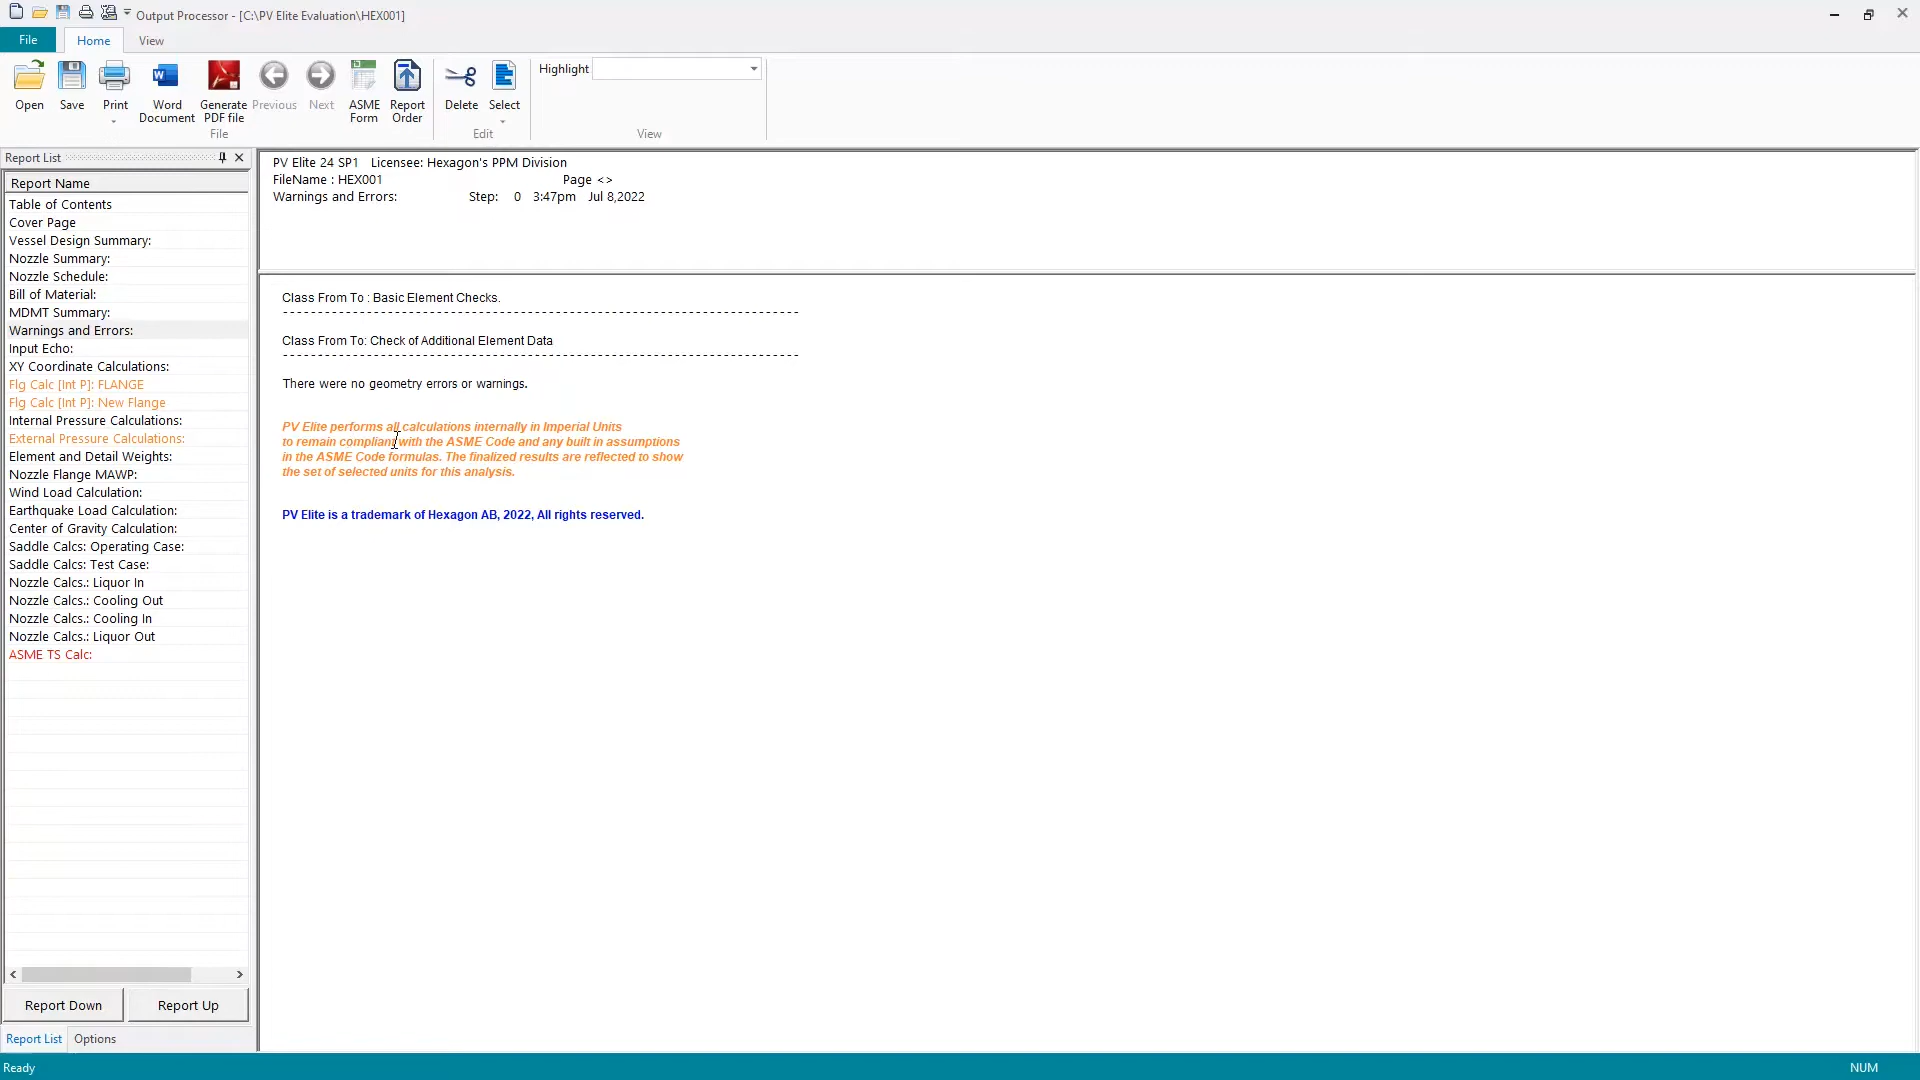 Output Processor - [C:\PV Elite Evaluation\HEX001]
File
Home
View
Open
Save
Print
Word Document
Generate PDF file
Previous
Next
ASME Form
Report Order
Delete
Select
Highlight
File
Edit
View
Report List
Report Name
Table of Contents
Cover Page
Vessel Design Summary:
Nozzle Summary:
Nozzle Schedule:
Bill of Material:
MDMT Summary:
Warnings and Errors:
Input Echo:
XY Coordinate Calculations:
Flg Calc [Int P]: FLANGE
Flg Calc [Int P]: New Flange
Internal Pressure Calculations:
External Pressure Calculations:
Element and Detail Weights:
Nozzle Flange MAWP:
Wind Load Calculation:
Earthquake Load Calculation:
Center of Gravity Calculation:
Saddle Calcs: Operating Case:
Saddle Calcs: Test Case:
Nozzle Calcs.: Liquor In
Nozzle Calcs.: Cooling Out
Nozzle Calcs.: Cooling In
Nozzle Calcs.: Liquor Out
ASME TS Calc:
Report Down
Report Up
Report List
Options
PV Elite 24 SP1 Licensee: Hexagon's PPM Division
FileName : HEX001 Page <>
Warnings and Errors: Step: 0 3:47pm Jul 8,2022
Class From To : Basic Element Checks.
---------------------------------------------------------------------------
Class From To: Check of Additional Element Data
---------------------------------------------------------------------------
There were no geometry errors or warnings.
PV Elite performs all calculations internally in Imperial Units
to remain compliant with the ASME Code and any built in assumptions
in the ASME Code formulas. The finalized results are reflected to show
the set of selected units for this analysis.
PV Elite is a trademark of Hexagon AB, 2022, All rights reserved.
Ready
NUM